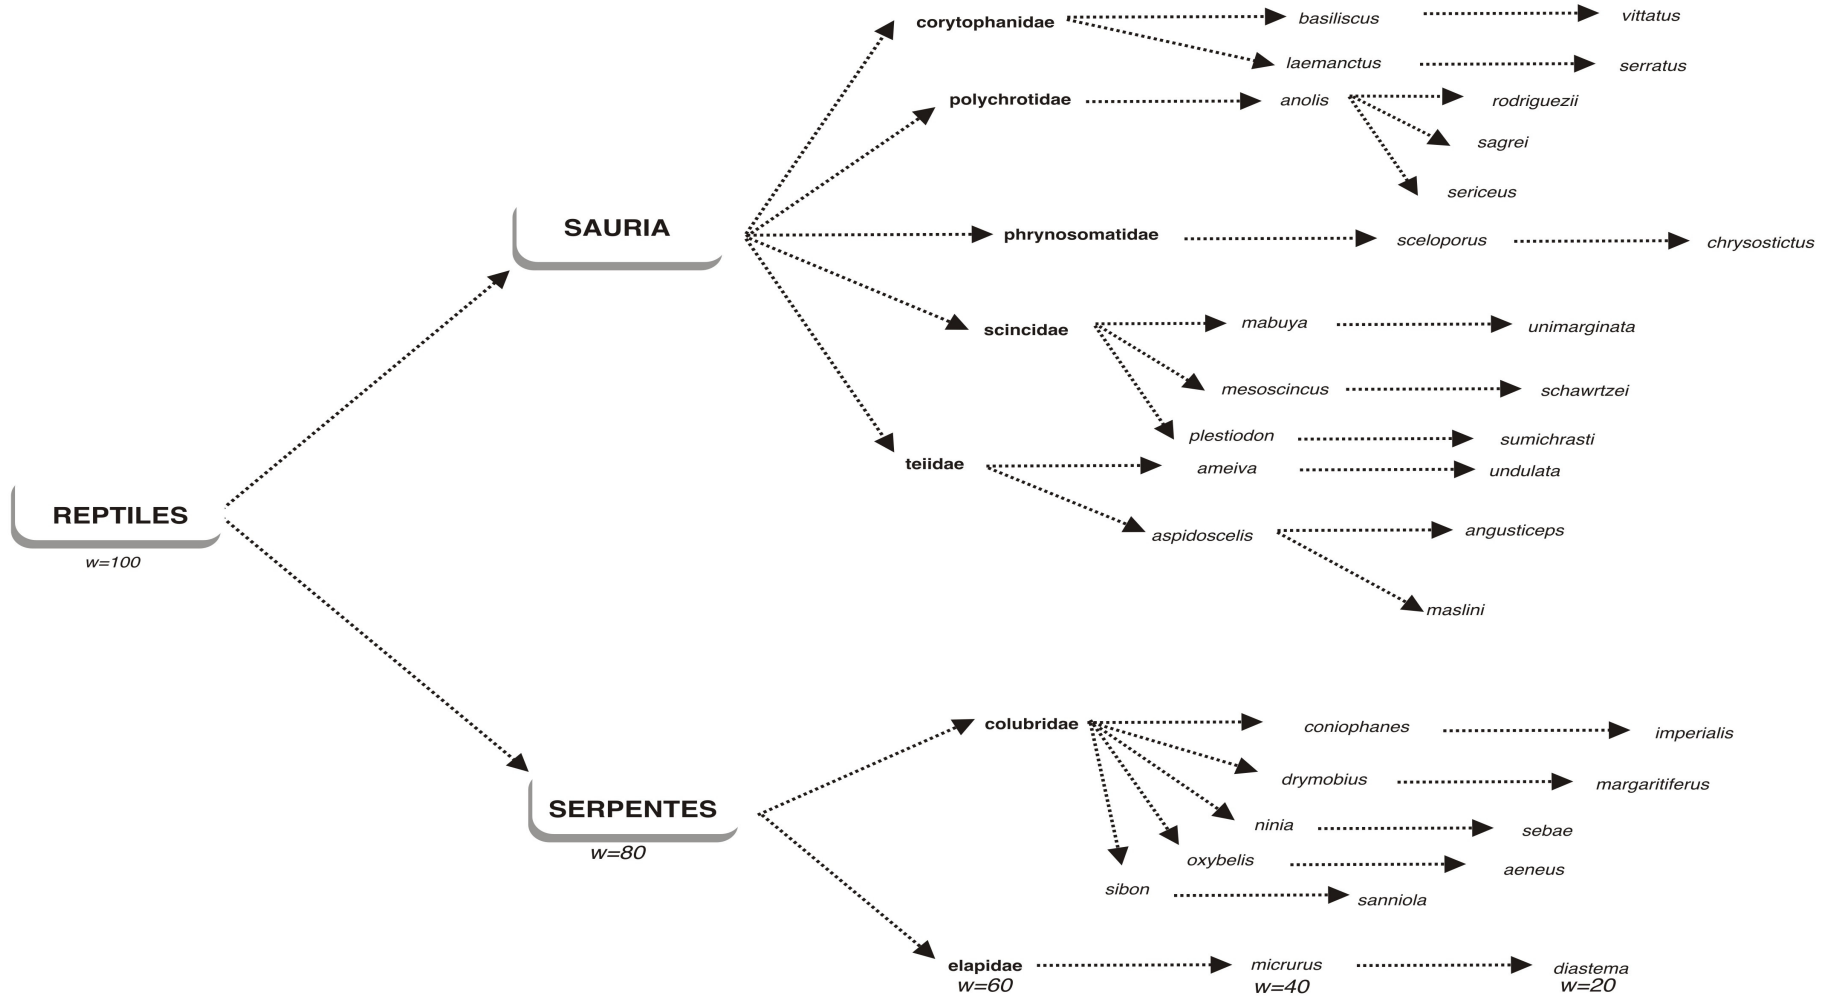 corytophanidae
basiliscus
vittatus
laemanctus
serratus
polychrotidae
anolis
rodriguezii
sagrei
sericeus
SAURIA
phrynosomatidae
sceloporus
chrysostictus
scincidae
mabuya
unimarginata
mesoscincus
schawrtzei
plestiodon
sumichrasti
teiidae
ameiva
undulata
aspidoscelis
angusticeps
maslini
REPTILES
w=100
colubridae
coniophanes
imperialis
drymobius
margaritiferus
SERPENTES
w=80
ninia
sebae
oxybelis
aeneus
sibon
sanniola
elapidae
w=60
micrurus
w=40
diastema
w=20